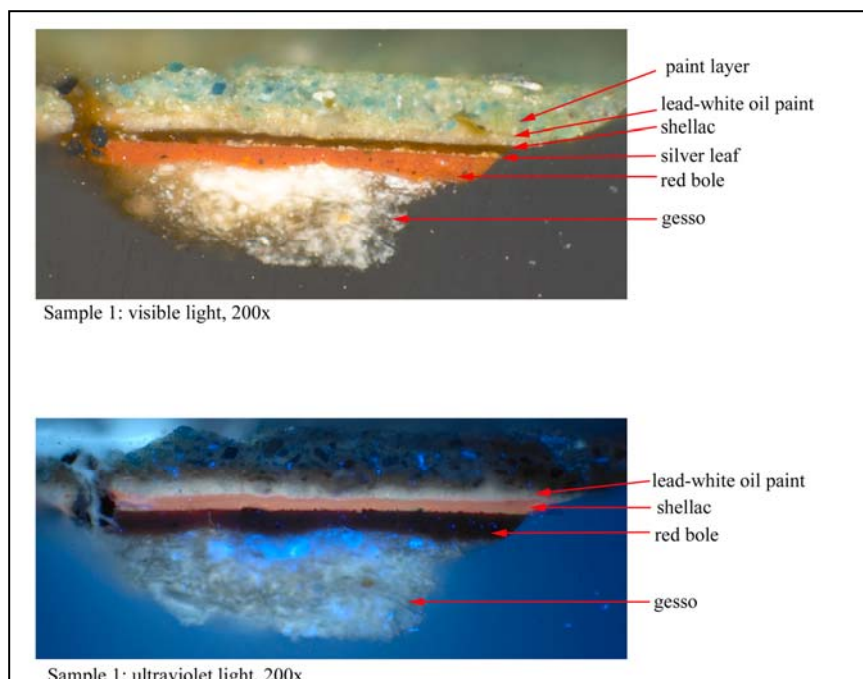 paint layer
lead-white oil paint
shellac
silver leaf
red bole
gesso
Sample 1: visible light, 200x
lead-white oil paint
shellac
red bole
gesso
Sample 1: ultraviolet light, 200x